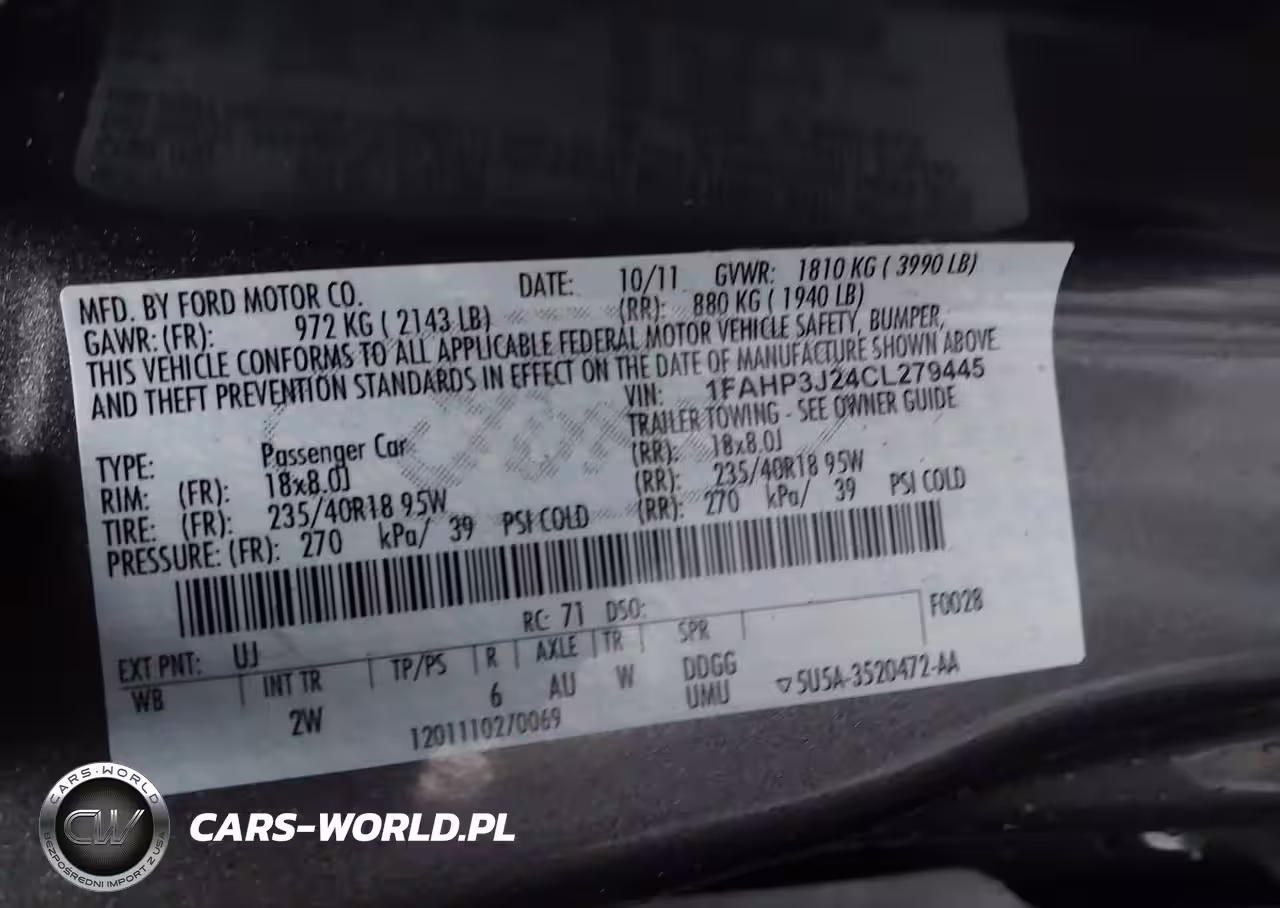 MFD. BY FORD MOTOR CO. DATE: 10/11 GVWR: 1810 KG ( 3990 LB)
GAWR: (FR): 972 KG ( 2143 LB) (RR): 880 KG ( 1940 LB)
THIS VEHICLE CONFORMS TO ALL APPLICABLE FEDERAL MOTOR VEHICLE SAFETY, BUMPER,
AND THEFT PREVENTION STANDARDS IN EFFECT ON THE DATE OF MANUFACTURE SHOWN ABOVE.
VIN: 1FAHP3J24CL279445
TRAILER TOWING - SEE OWNER GUIDE
TYPE: Passenger Car
RIM: (FR): 18x8.0J (RR): 18x8.0J
TIRE: (FR): 235/40R18 95W (RR): 235/40R18 95W
PRESSURE: (FR): 270 kPa/ 39 PSI COLD (RR): 270 kPa/ 39 PSI COLD
RC: 71 DSO: F0028
EXT PNT: UJ
WB INT TR TP/PS R AXLE TR SPR
2W 6 AU W DDGG
UMU
▽5U5A-3520472-AA
12011102/0069
CARS-WORLD
CW
BEZPOŚREDNI IMPORT Z USA
CARS-WORLD.PL